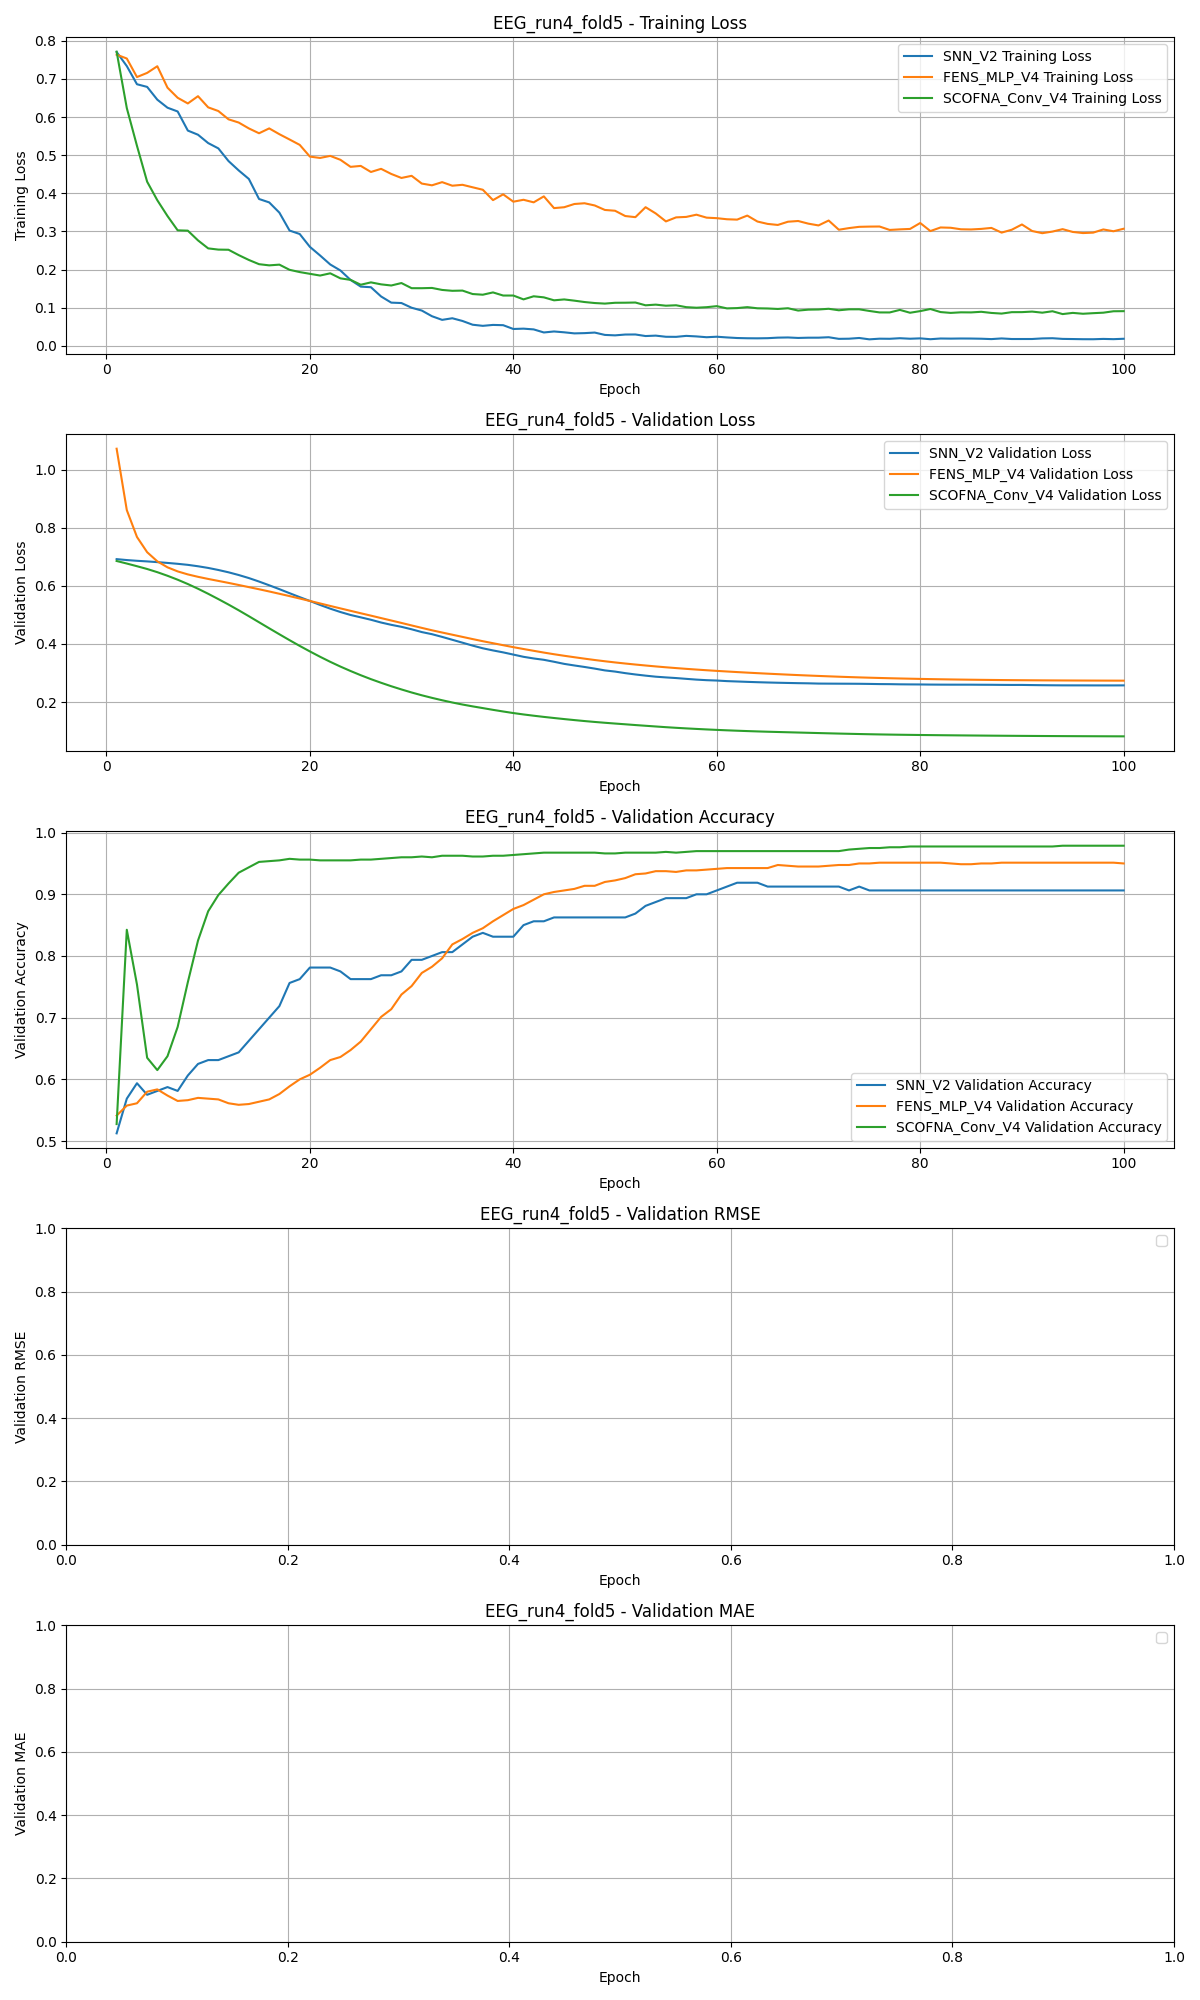 EEG_run4_fold5 - Training Loss
0.8
0.7
0.6
0.5
0.4
0.3
0.2
0.1
0.0
Training Loss
SNN_V2 Training Loss
FENS_MLP_V4 Training Loss
SCOFNA_Conv_V4 Training Loss
0 20 40 60 80 100
Epoch
EEG_run4_fold5 - Validation Loss
1.0
0.8
0.6
0.4
0.2
Validation Loss
SNN_V2 Validation Loss
FENS_MLP_V4 Validation Loss
SCOFNA_Conv_V4 Validation Loss
0 20 40 60 80 100
Epoch
EEG_run4_fold5 - Validation Accuracy
1.0
0.9
0.8
0.7
0.6
0.5
Validation Accuracy
SNN_V2 Validation Accuracy
FENS_MLP_V4 Validation Accuracy
SCOFNA_Conv_V4 Validation Accuracy
0 20 40 60 80 100
Epoch
EEG_run4_fold5 - Validation RMSE
1.0
0.8
0.6
0.4
0.2
0.0
Validation RMSE
0.0 0.2 0.4 0.6 0.8 1.0
Epoch
EEG_run4_fold5 - Validation MAE
1.0
0.8
0.6
0.4
0.2
0.0
Validation MAE
0.0 0.2 0.4 0.6 0.8 1.0
Epoch